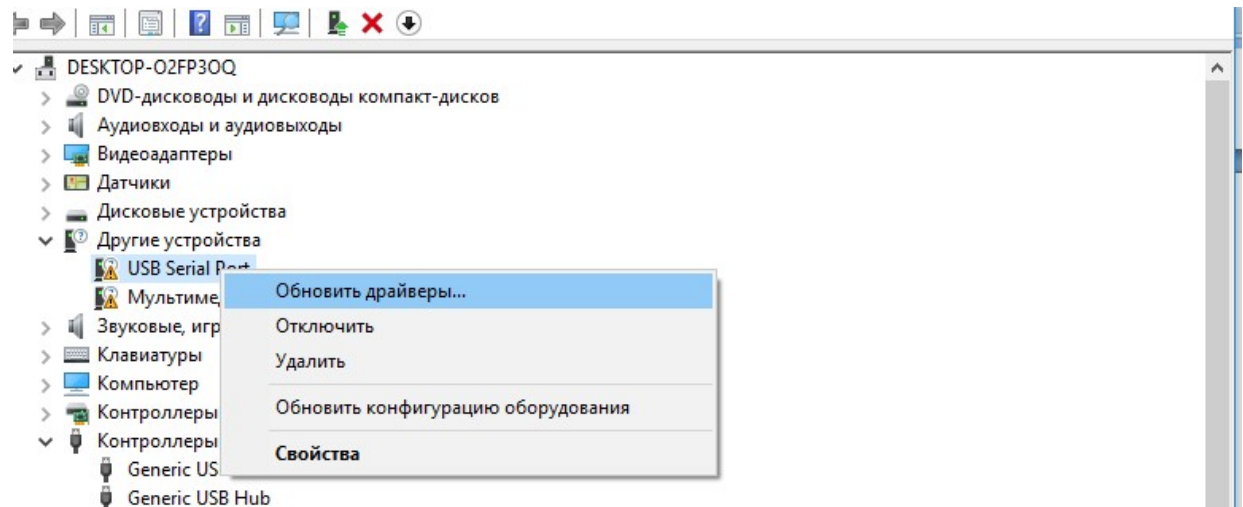 DESKTOP-O2FP3OQ
DVD-дисководы и дисководы компакт-дисков
Аудиовходы и аудиовыходы
Видеоадаптеры
Датчики
Дисковые устройства
Другие устройства
USB Serial Port
Мультимед
Звуковые, игр
Клавиатуры
Компьютер
Контроллеры
Контроллеры
Generic US
Generic USB Hub
Обновить драйверы...
Отключить
Удалить
Обновить конфигурацию оборудования
Свойства